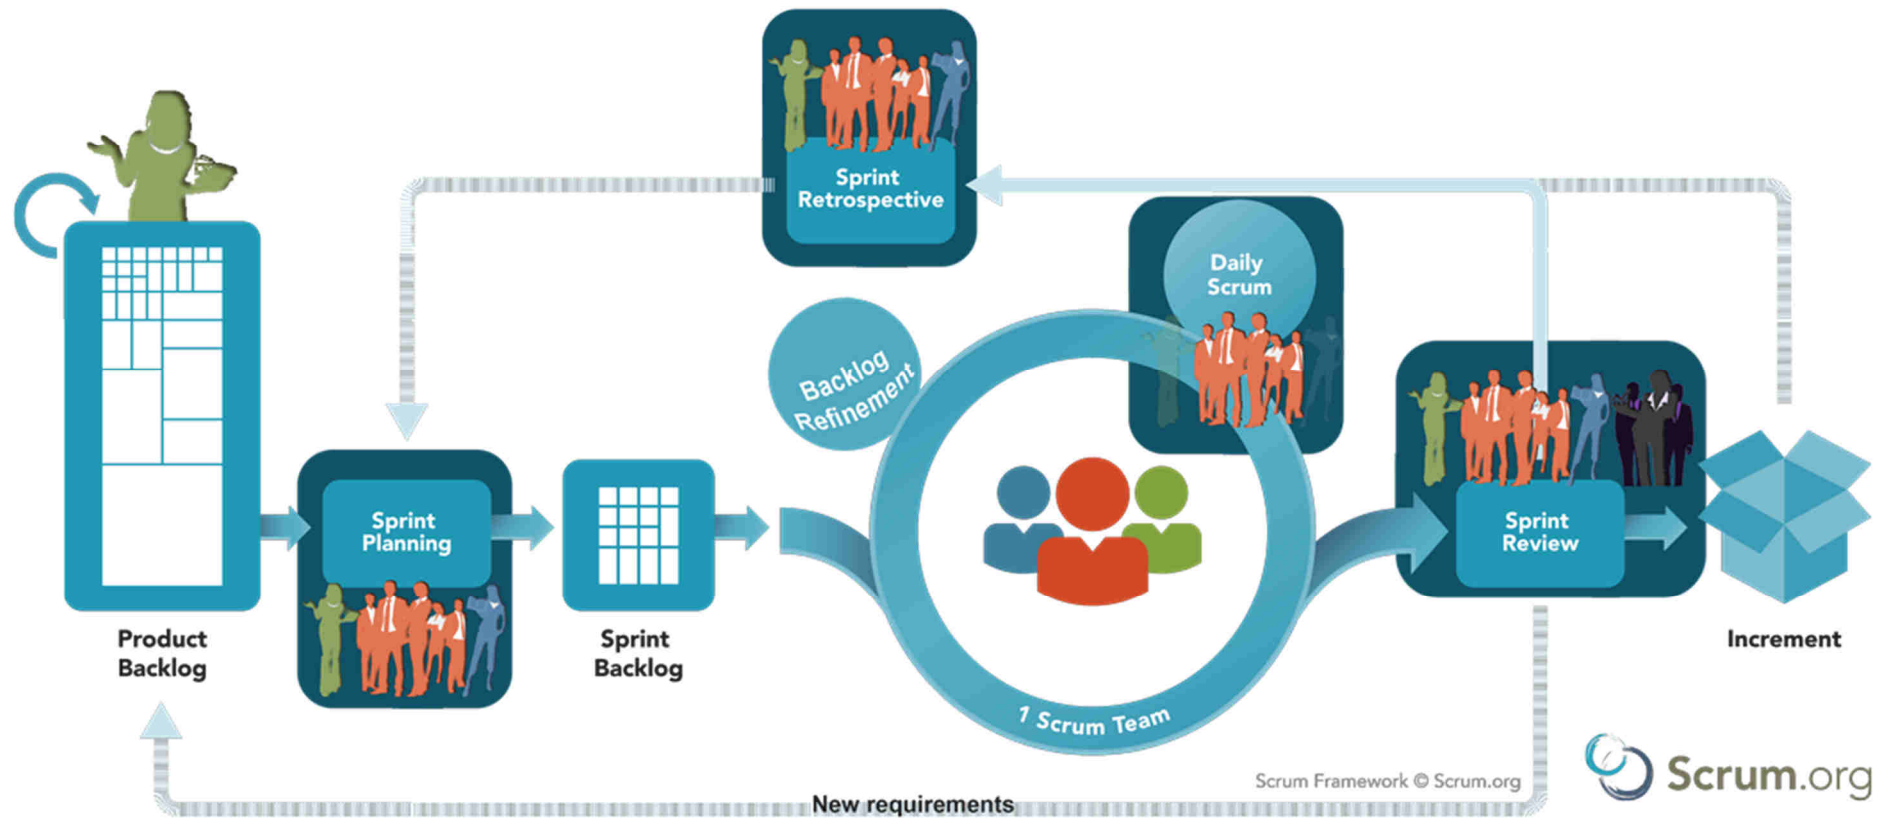 Sprint
Retrospective
Daily
Scrum
Backlog
Refinement
Sprint
Planning
Sprint
Review
Product
Backlog
Sprint
Backlog
Increment
1 Scrum Team
Scrum Framework © Scrum.org
Scrum.org
New requirements